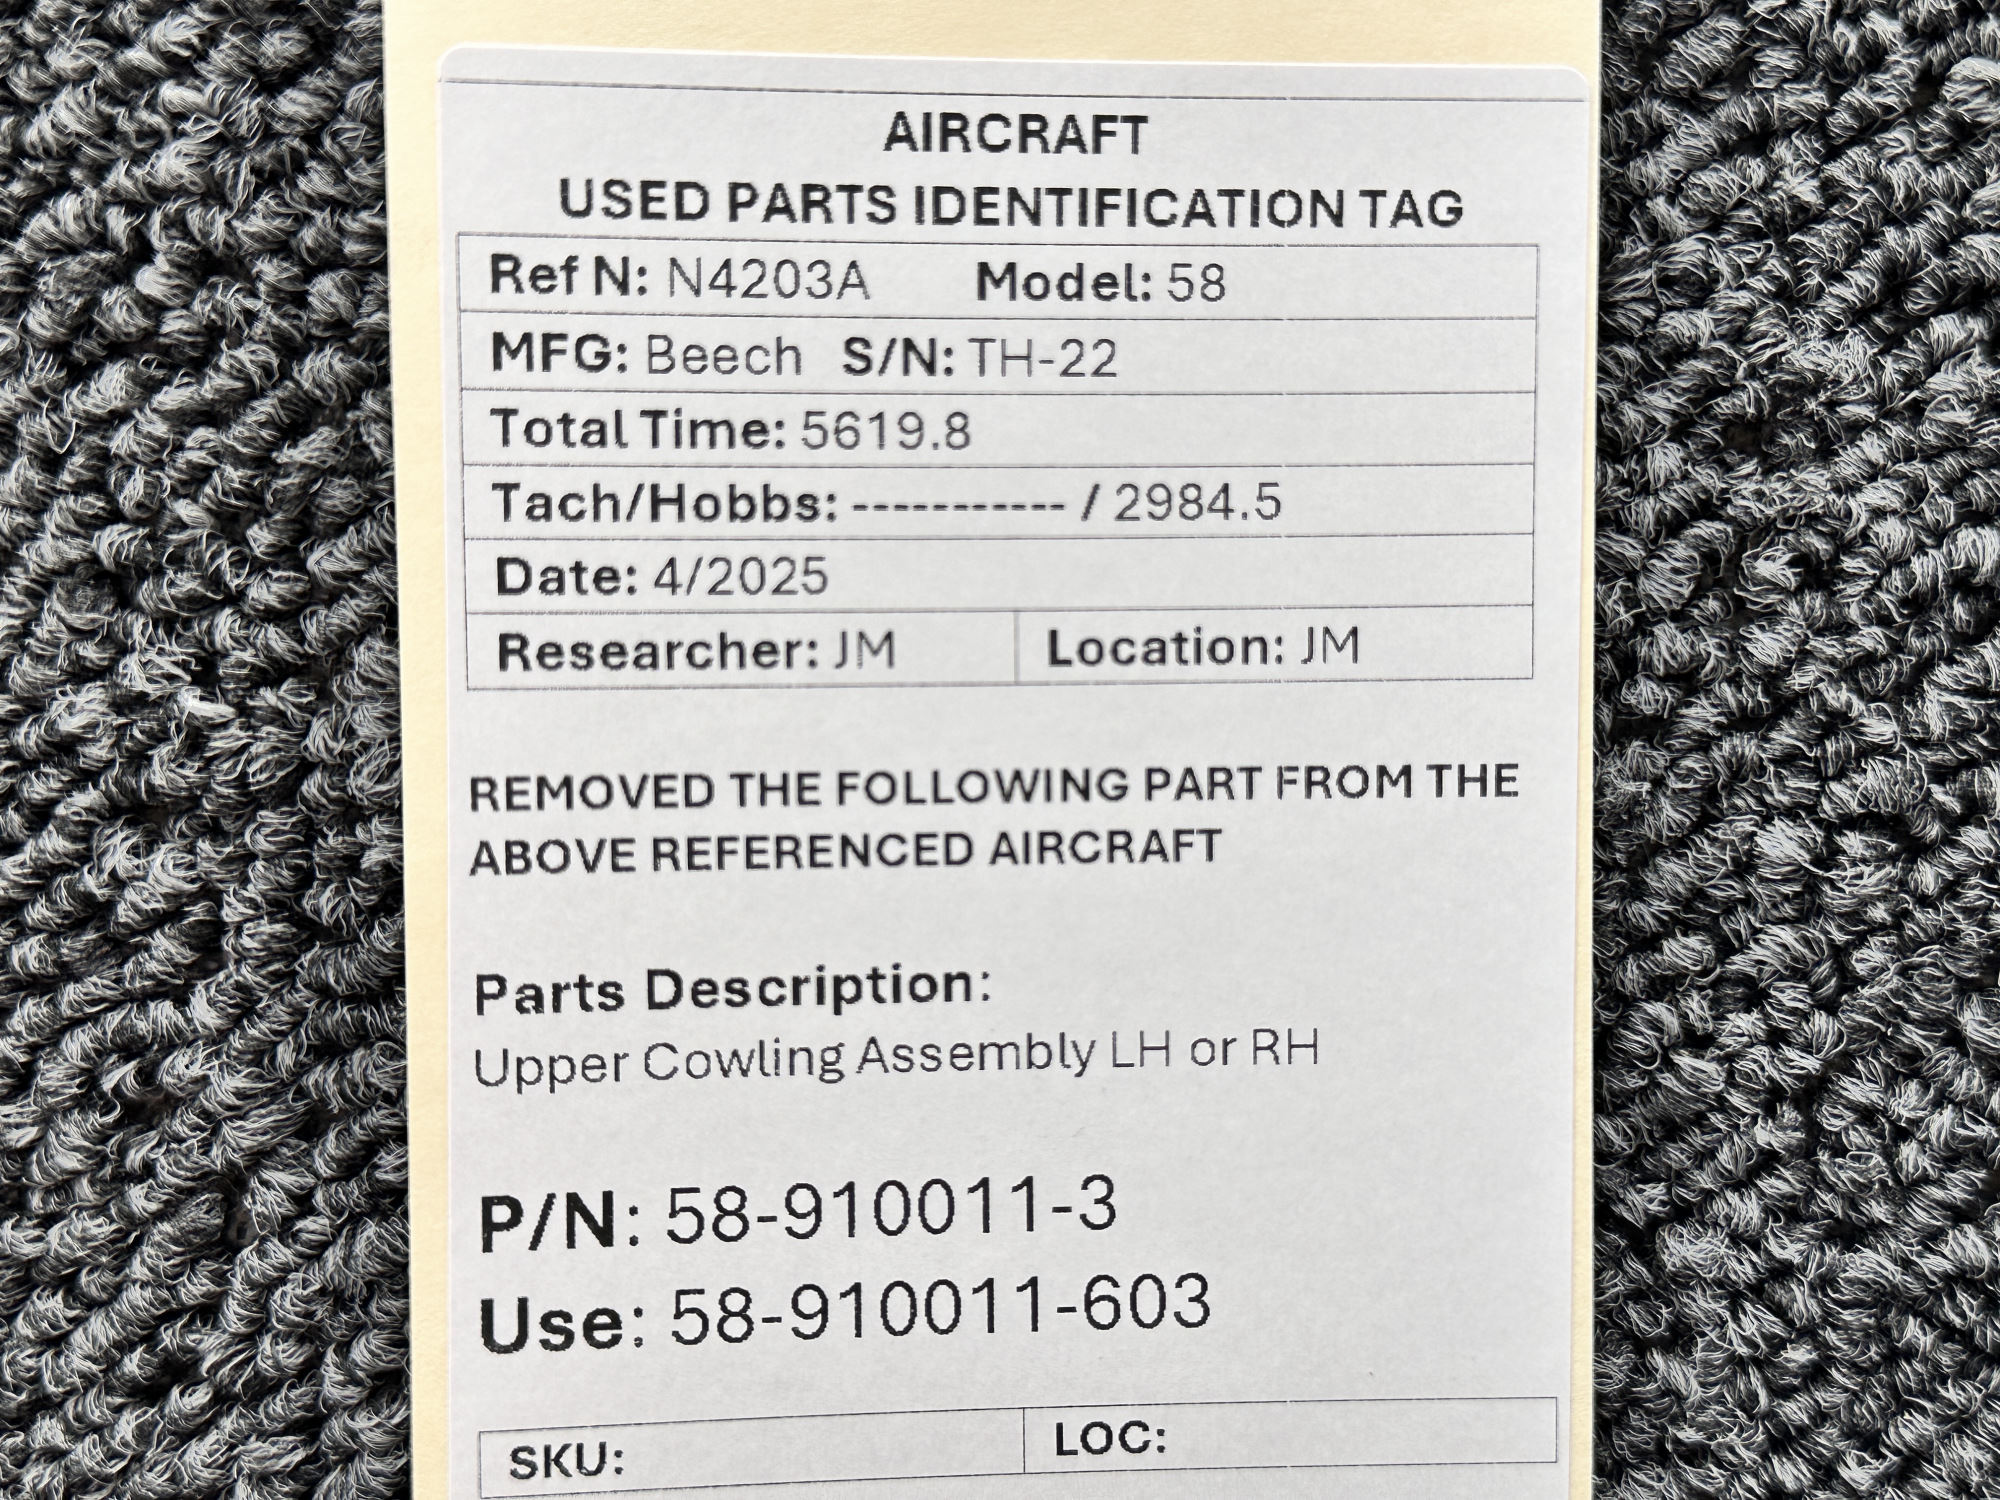 AIRCRAFT
USED PARTS IDENTIFICATION TAG
Ref N: N4203A Model: 58
MFG: Beech S/N: TH-22
Total Time: 5619.8
Tach/Hobbs: ----------- / 2984.5
Date: 4/2025
Researcher: JM Location: JM
REMOVED THE FOLLOWING PART FROM THE
ABOVE REFERENCED AIRCRAFT
Parts Description:
Upper Cowling Assembly LH or RH
P/N: 58-910011-3
Use: 58-910011-603
SKU: LOC: